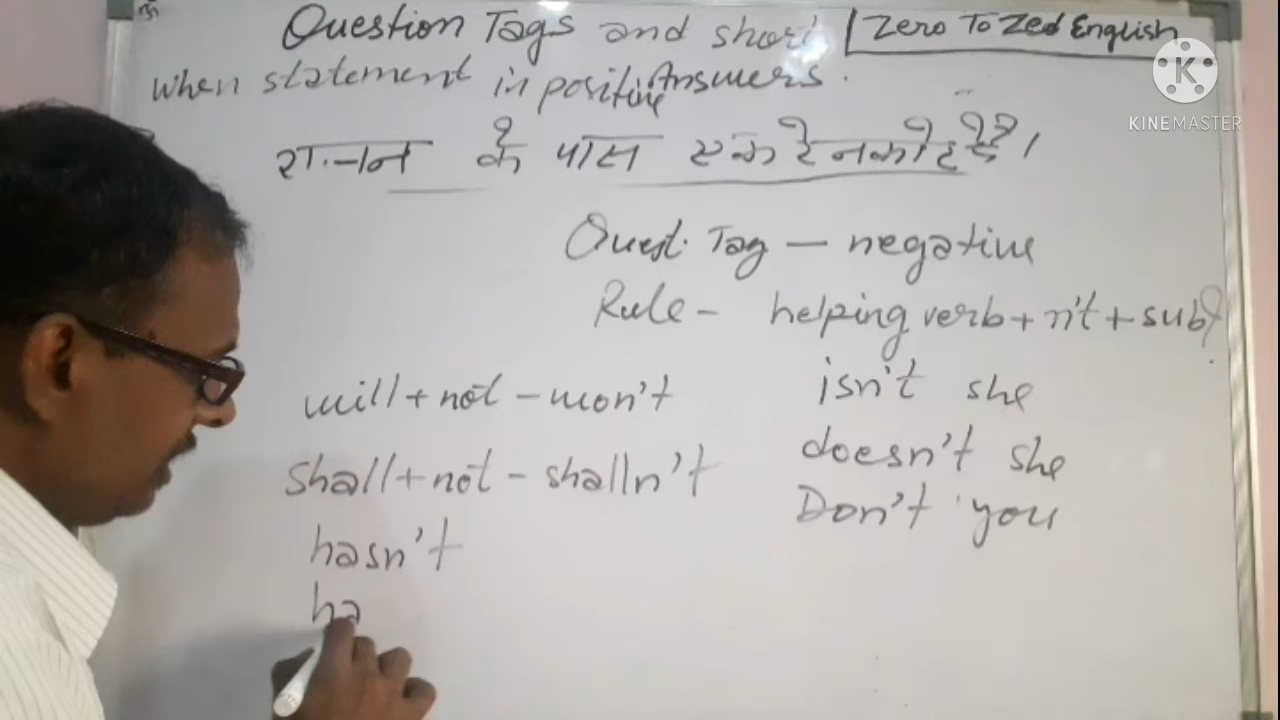 Question Tags and short Answers.
Zero To Zed English
KINEMASTER
When statement in positive
के पास एक रेनकोट है।
Quest. Tag — negative
Rule - helping verb + n't + sub?
will + not - won't
isn't she
shall + not - shalln't
doesn't she
Don't you
hasn't
ha